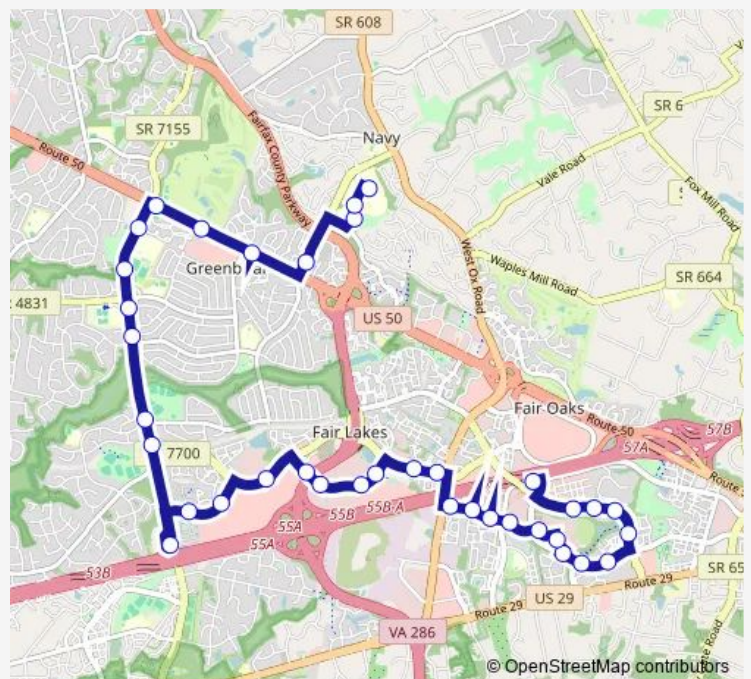 SR 608
Navy
SR 7155
SR 6
Route 50
Fairfax County Parkway
Vale Road
Fox Mill Road
West Ox Road
Waples Mill Road
SR 664
4831
US 50
Fair Oaks
Route 50
57B
57A
Fair Lakes
7700
55B-A
55B
55A
55A
53B
US 29
Route 29
SR 65
Route 29
VA 286
© OpenStreetMap contributors